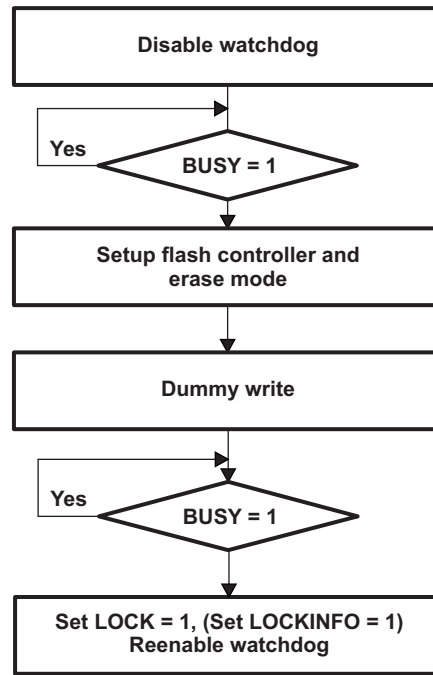 Disable watchdog
Yes
BUSY = 1
Setup flash controller and
erase mode
Dummy write
Yes
BUSY = 1
Set LOCK = 1, (Set LOCKINFO = 1)
Reenable watchdog